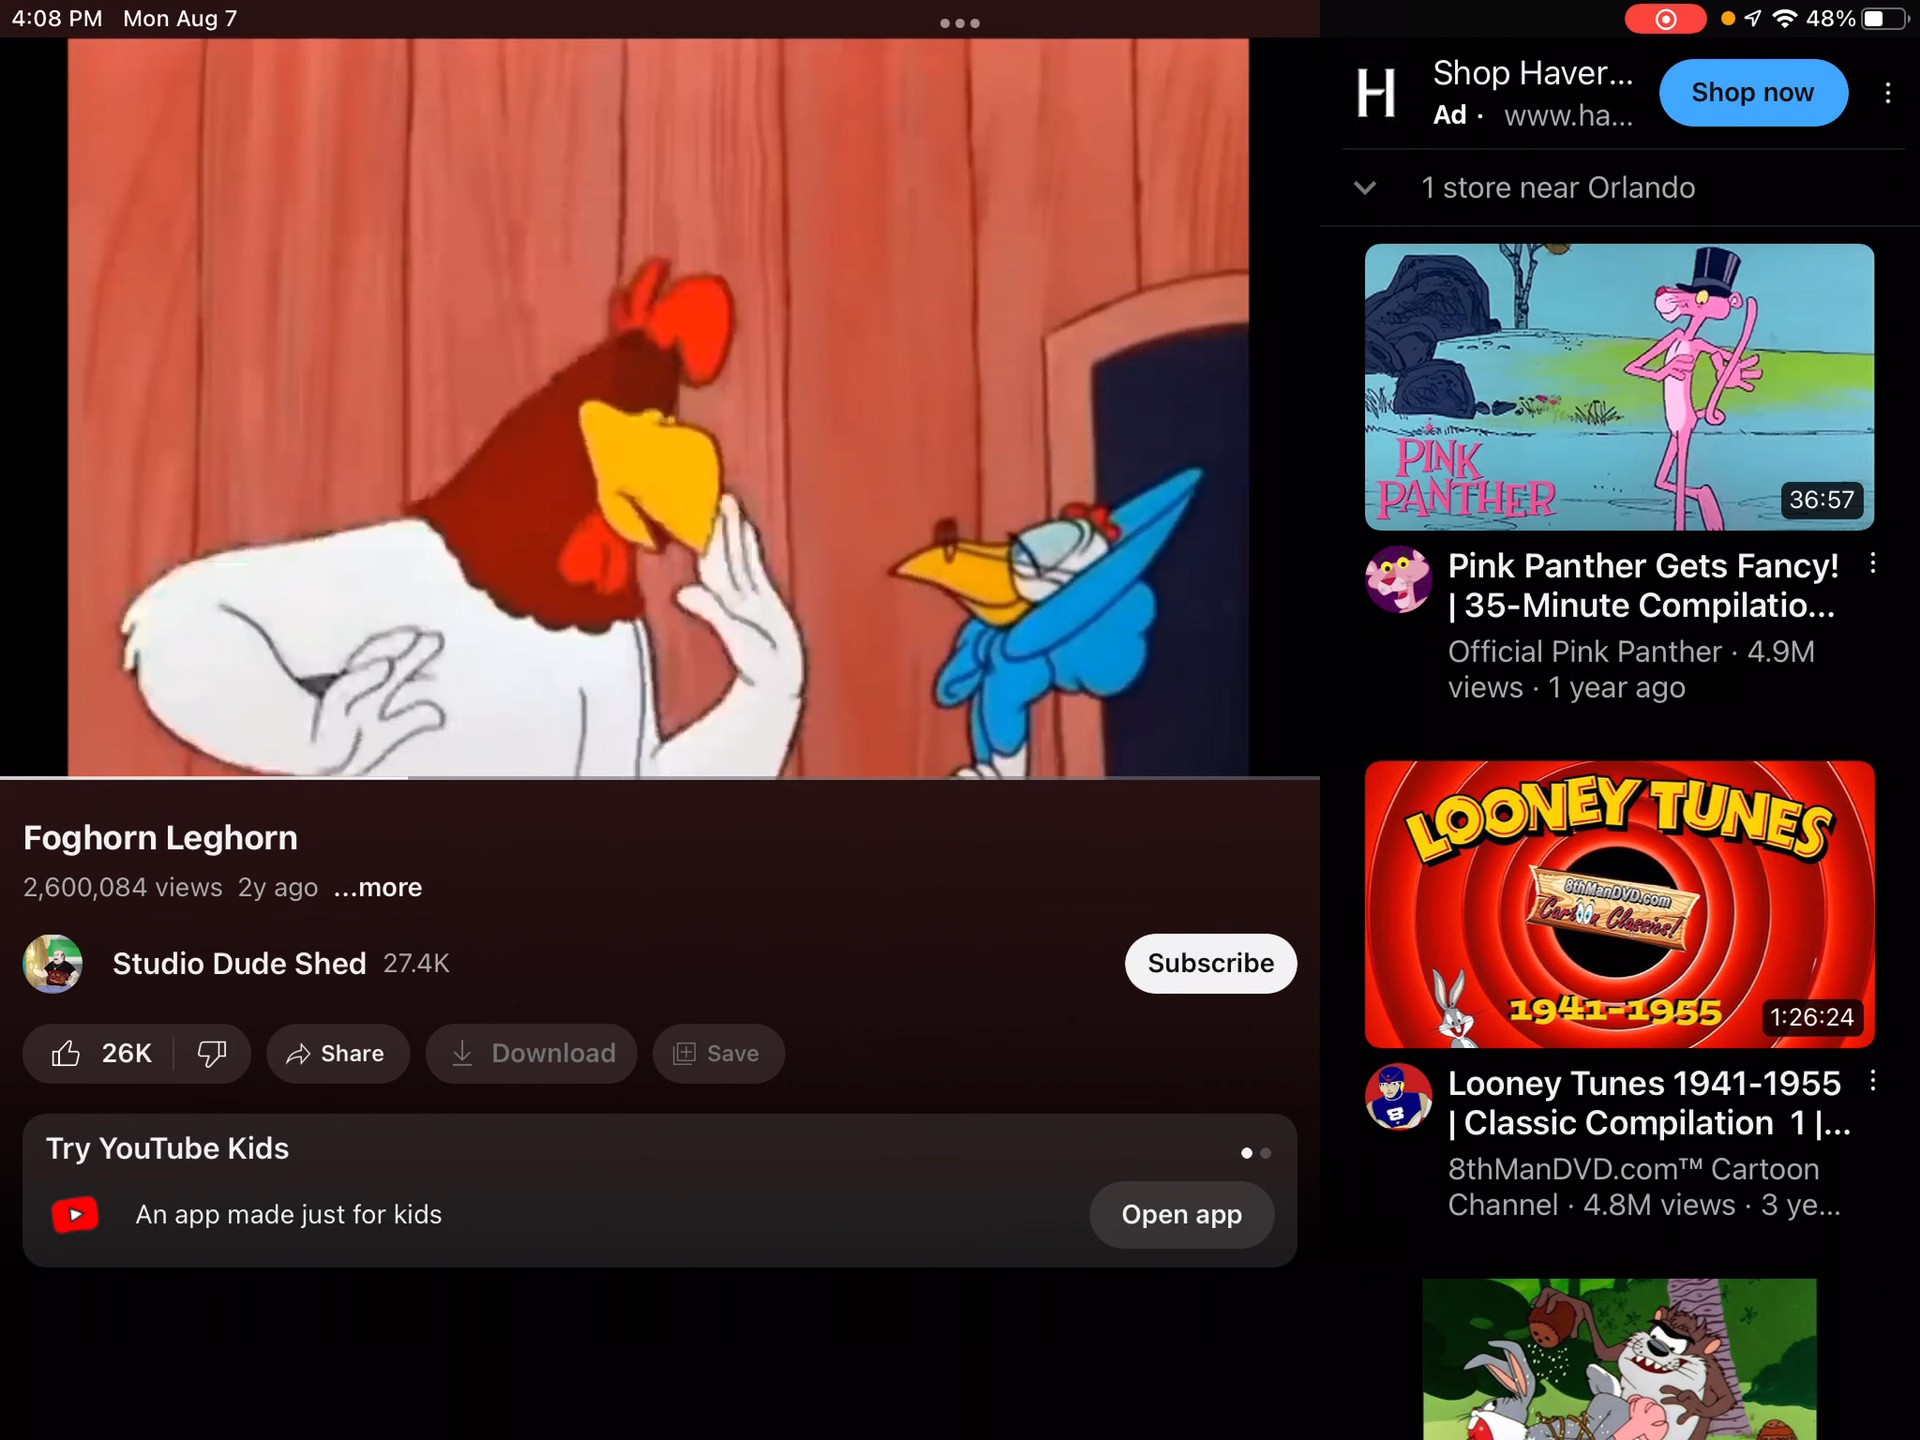 4:08 PM Mon Aug 7
48%
Foghorn Leghorn
2,600,084 views 2y ago ...more
Studio Dude Shed 27.4K
Subscribe
26K
Share
Download
Save
Try YouTube Kids
An app made just for kids
Open app
H
Shop Haver...
Ad · www.ha...
Shop now
1 store near Orlando
PINK
PANTHER
36:57
Pink Panther Gets Fancy!
| 35-Minute Compilatio...
Official Pink Panther · 4.9M
views · 1 year ago
LOONEY TUNES
8thManDVD.com
Cartoon Classics!
1941-1955
1:26:24
8
Looney Tunes 1941-1955
| Classic Compilation 1 |...
8thManDVD.com™ Cartoon
Channel · 4.8M views · 3 ye...